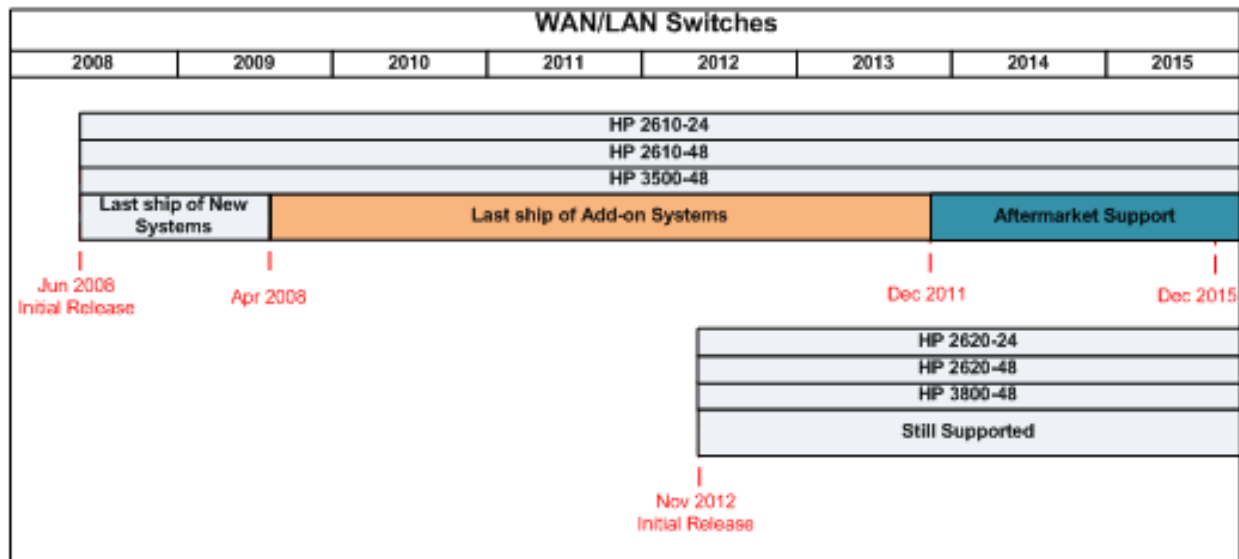 WAN/LAN Switches
2008 2009 2010 2011 2012 2013 2014 2015
HP 2610-24
HP 2610-48
HP 3500-48
Last ship of New
Systems
Last ship of Add-on Systems
Aftermarket Support
Jun 2006
Initial Release
Apr 2008
Dec 2011
Dec 2015
HP 2620-24
HP 2620-48
HP 3800-48
Still Supported
Nov 2012
Initial Release